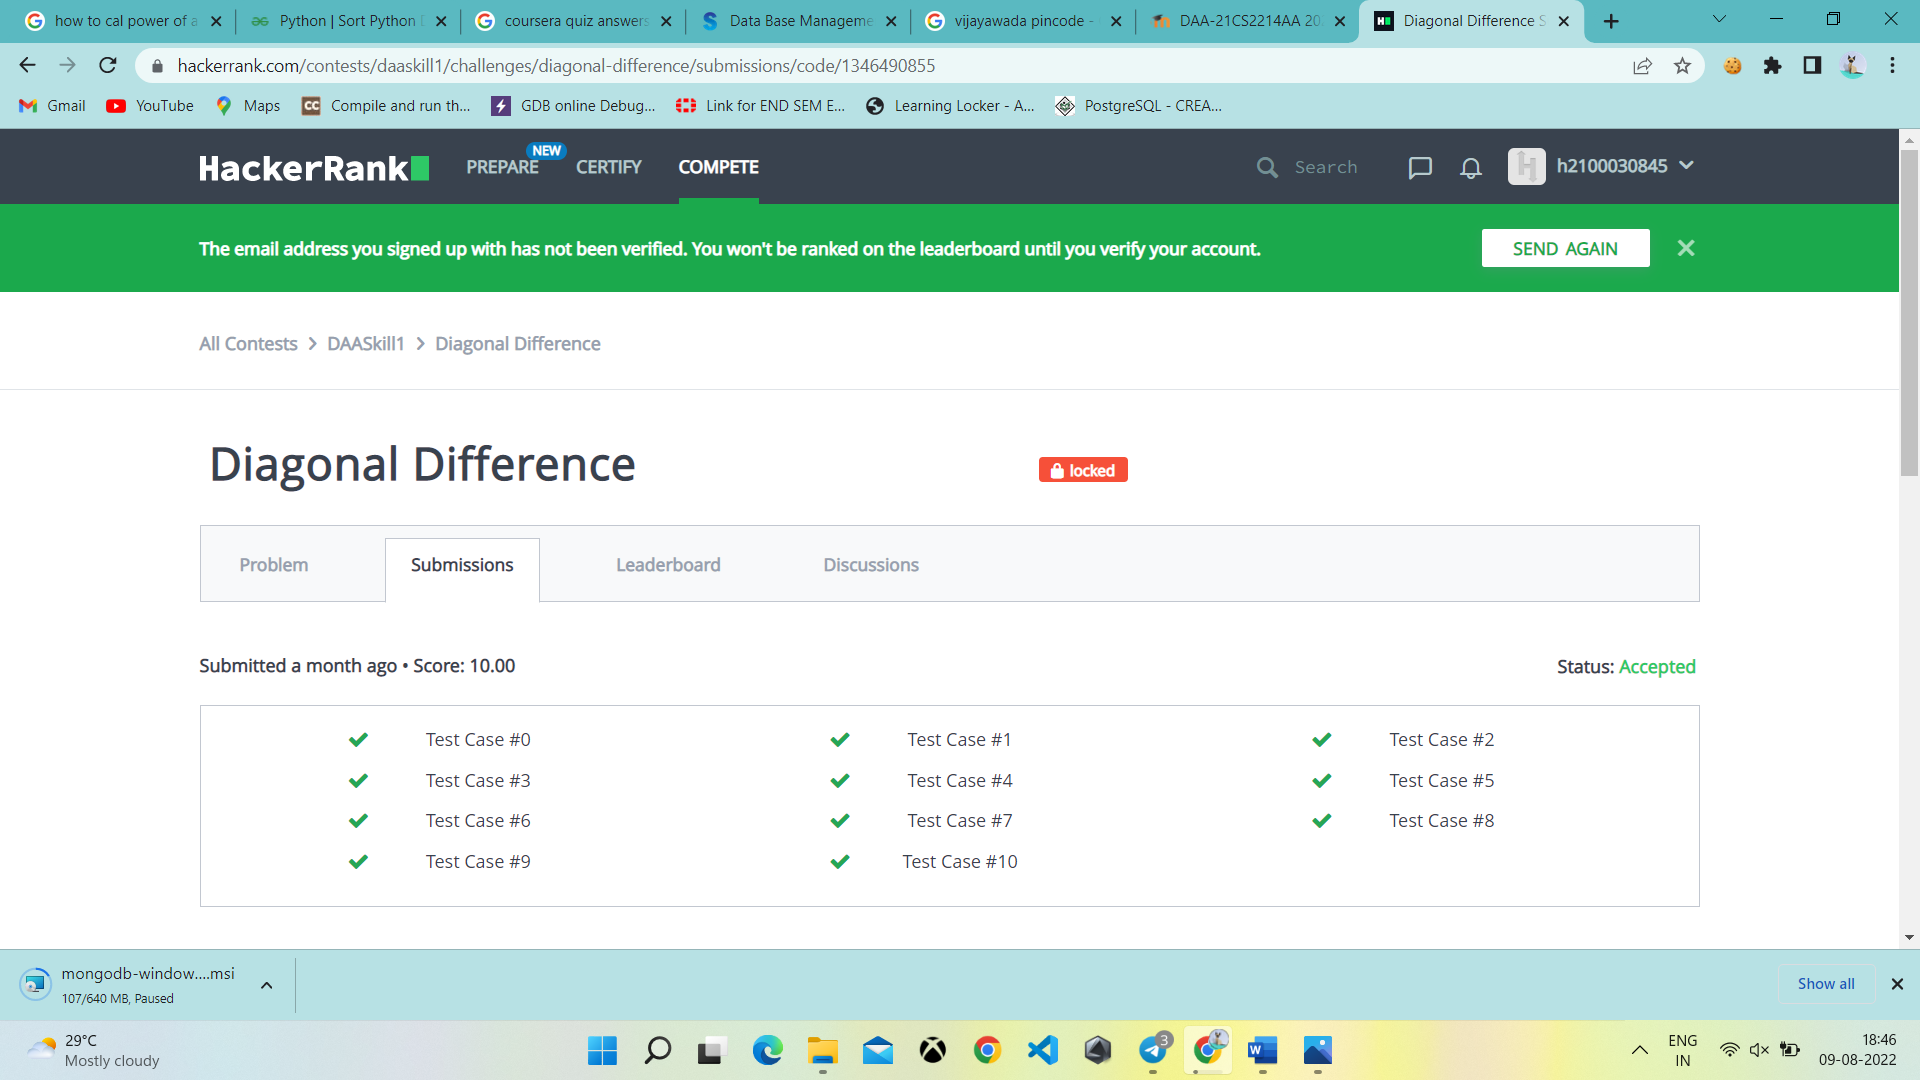 how to cal power of a
Python | Sort Python D
coursera quiz answers
Data Base Manageme
vijayawada pincode -
DAA-21CS2214AA 202
Diagonal Difference S
hackerrank.com/contests/daaskill1/challenges/diagonal-difference/submissions/code/1346490855
Gmail
YouTube
Maps
CC
Compile and run th...
GDB online Debug...
Link for END SEM E...
Learning Locker - A...
PostgreSQL - CREA...
HackerRank
PREPARE
NEW
CERTIFY
COMPETE
Search
h2100030845
The email address you signed up with has not been verified. You won't be ranked on the leaderboard until you verify your account.
SEND AGAIN
All Contests > DAASkill1 > Diagonal Difference
Diagonal Difference
locked
Problem
Submissions
Leaderboard
Discussions
Submitted a month ago • Score: 10.00
Status: Accepted
Test Case #0
Test Case #1
Test Case #2
Test Case #3
Test Case #4
Test Case #5
Test Case #6
Test Case #7
Test Case #8
Test Case #9
Test Case #10
mongodb-window....msi
107/640 MB, Paused
Show all
29°C
Mostly cloudy
3
ENG
IN
18:46
09-08-2022